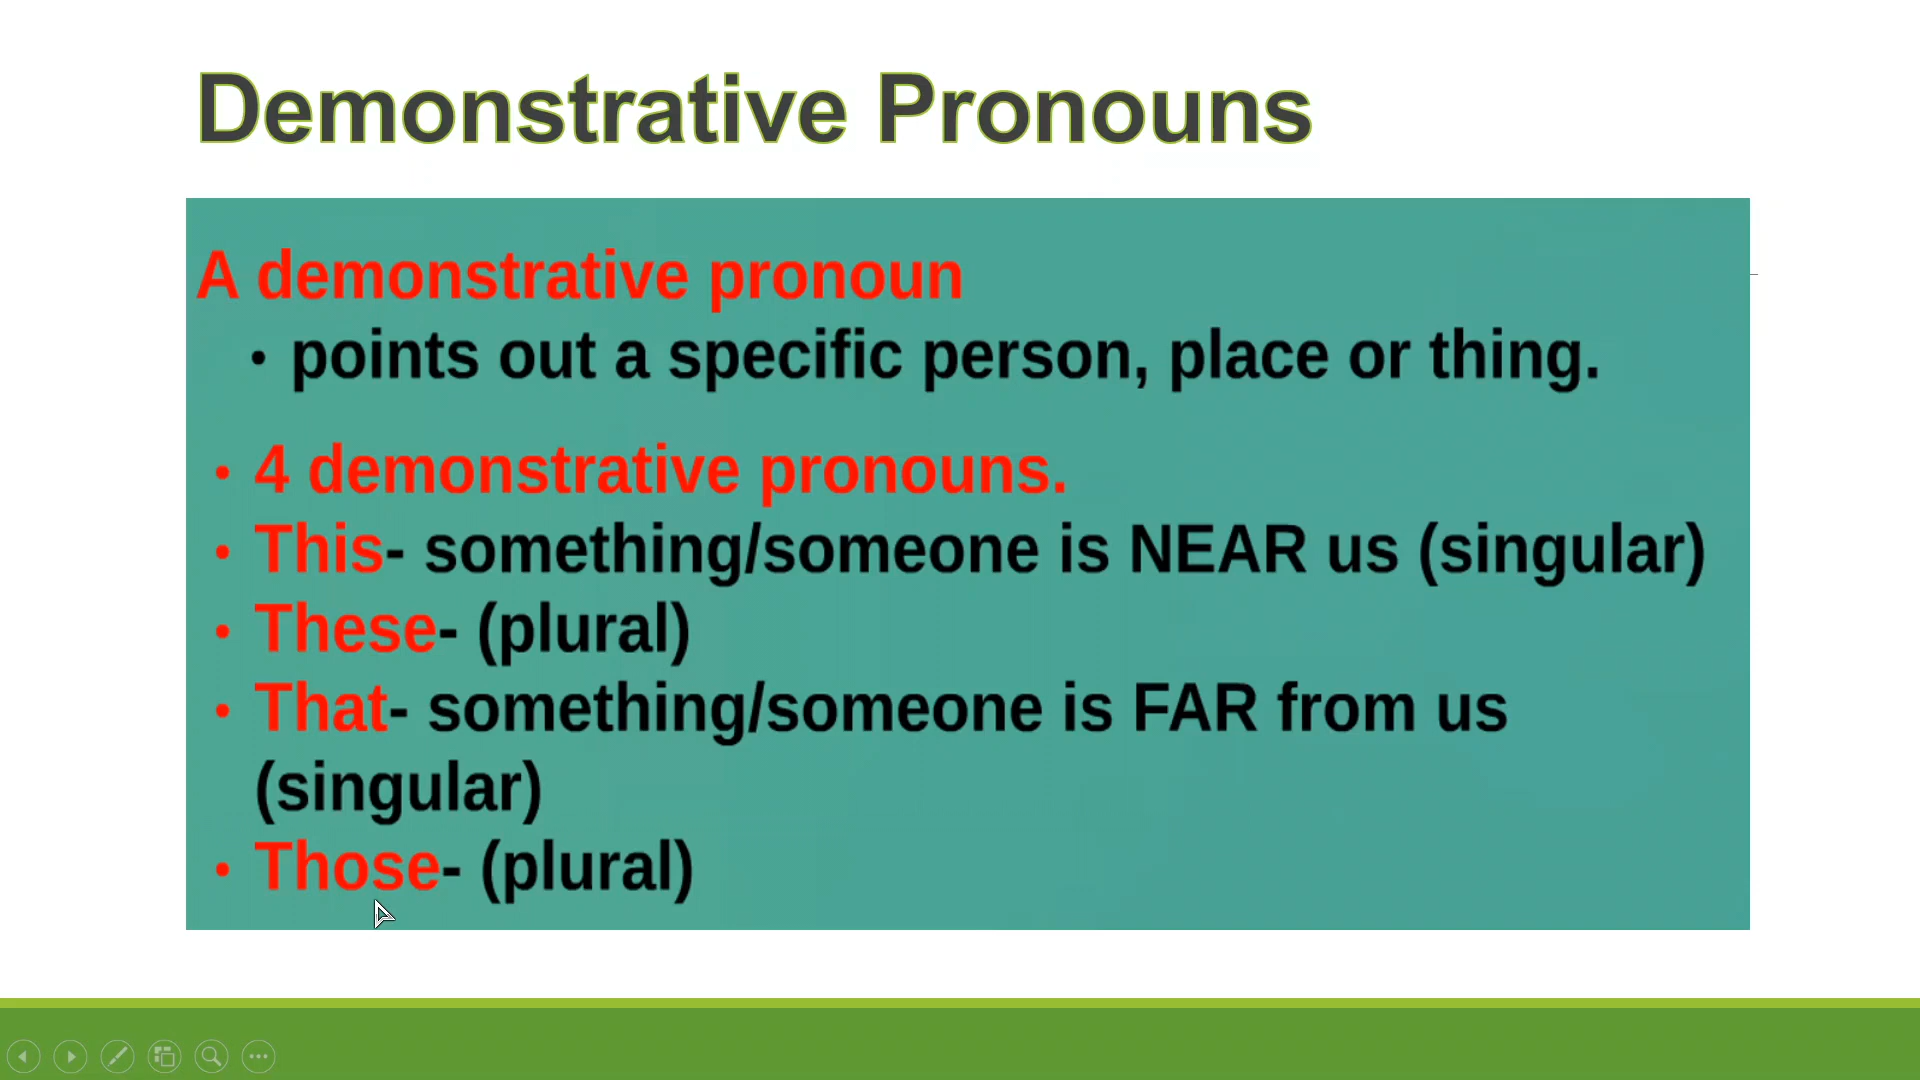 Demonstrative Pronouns
A demonstrative pronoun
• points out a specific person, place or thing.
• 4 demonstrative pronouns.
• This- something/someone is NEAR us (singular)
• These- (plural)
• That- something/someone is FAR from us
(singular)
• Those- (plural)